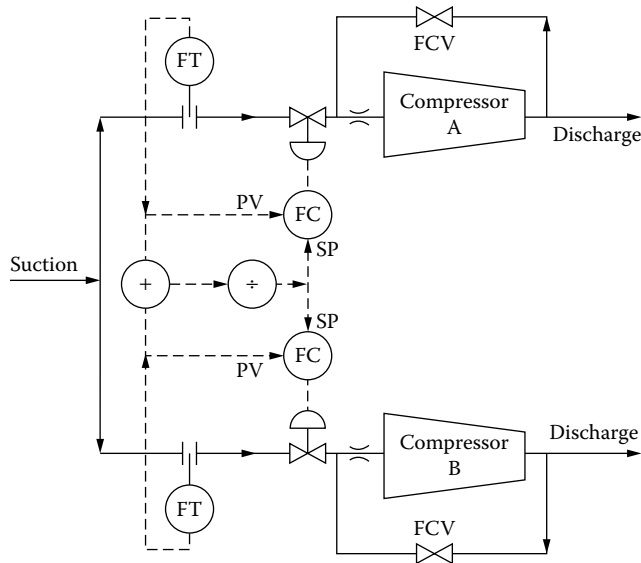 FT
FCV
Compressor
A
Discharge
PV
FC
SP
Suction
+
÷
SP
FC
PV
Compressor
B
Discharge
FT
FCV